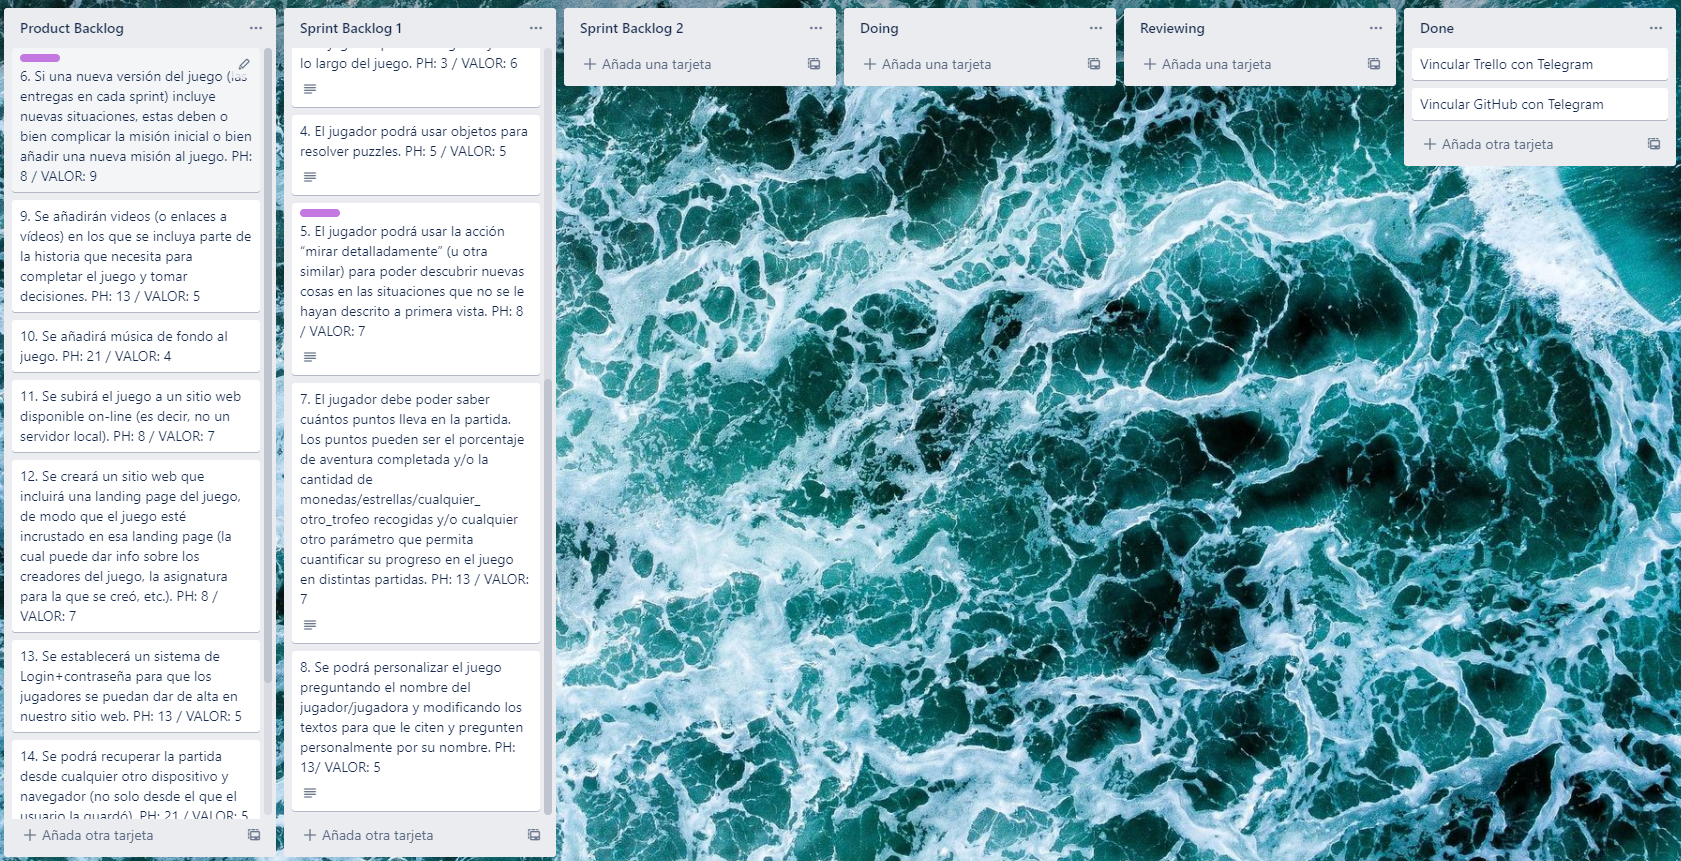 Product Backlog
6. Si una nueva versión del juego (las
entregas en cada sprint) incluye
nuevas situaciones, estas deben o
bien complicar la misión inicial o bien
añadir una nueva misión al juego. PH:
8 / VALOR: 9
9. Se añadirán videos (o enlaces a
vídeos) en los que se incluya parte de
la historia que necesita para
completar el juego y tomar
decisiones. PH: 13 / VALOR: 5
10. Se añadirá música de fondo al
juego. PH: 21 / VALOR: 4
11. Se subirá el juego a un sitio web
disponible on-line (es decir, no un
servidor local). PH: 8 / VALOR: 7
12. Se creará un sitio web que
incluirá una landing page del juego,
de modo que el juego esté
incrustado en esa landing page (la
cual puede dar info sobre los
creadores del juego, la asignatura
para la que se creó, etc.). PH: 8 /
VALOR: 7
13. Se establecerá un sistema de
Login+contraseña para que los
jugadores se puedan dar de alta en
nuestro sitio web. PH: 13 / VALOR: 5
14. Se podrá recuperar la partida
desde cualquier otro dispositivo y
navegador (no solo desde el que el
usuario la guardó). PH: 21 / VALOR: 5
Añada otra tarjeta
Sprint Backlog 1
lo largo del juego. PH: 3 / VALOR: 6
4. El jugador podrá usar objetos para
resolver puzzles. PH: 5 / VALOR: 5
5. El jugador podrá usar la acción
“mirar detalladamente” (u otra
similar) para poder descubrir nuevas
cosas en las situaciones que no se le
hayan descrito a primera vista. PH: 8
/ VALOR: 7
7. El jugador debe poder saber
cuántos puntos lleva en la partida.
Los puntos pueden ser el porcentaje
de aventura completada y/o la
cantidad de
monedas/estrellas/cualquier_
otro_trofeo recogidas y/o cualquier
otro parámetro que permita
cuantificar su progreso en el juego
en distintas partidas. PH: 13 / VALOR:
7
8. Se podrá personalizar el juego
preguntando el nombre del
jugador/jugadora y modificando los
textos para que le citen y pregunten
personalmente por su nombre. PH:
13/ VALOR: 5
Añada otra tarjeta
Sprint Backlog 2
Añada una tarjeta
Doing
Añada una tarjeta
Reviewing
Añada una tarjeta
Done
Vincular Trello con Telegram
Vincular GitHub con Telegram
Añada otra tarjeta